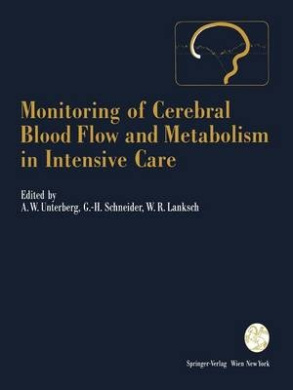 Monitoring of Cerebral
Blood Flow and Metabolism
in Intensive Care
Edited by
A. W. Unterberg, G.-H. Schneider, W. R. Lanksch
Springer-Verlag Wien New York